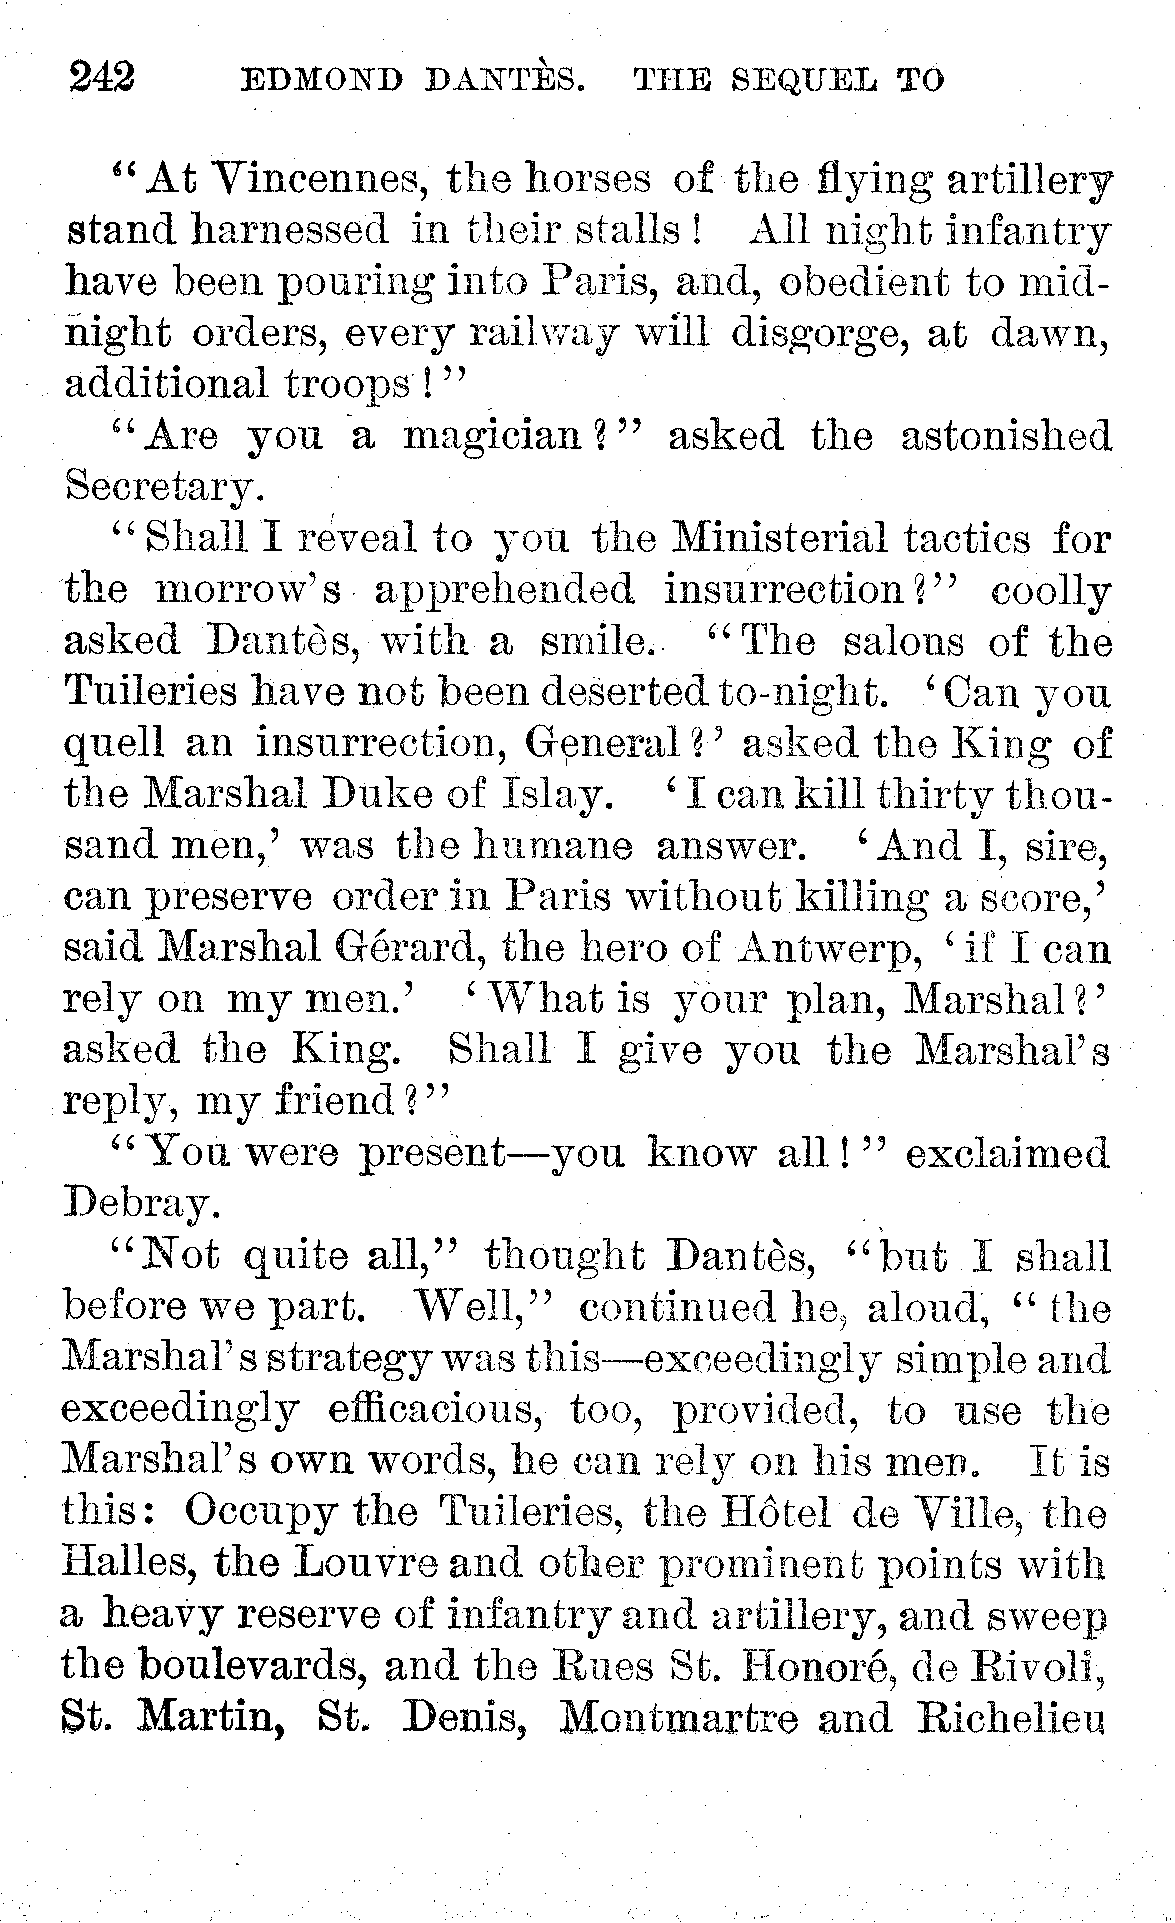 242 EDMOND DANTÈS. THE SEQUEL TO
"At Vincennes, the horses of the flying artillery
stand harnessed in their stalls! All night infantry
have been pouring into Paris, and, obedient to mid-
night orders, every railway will disgorge, at dawn,
additional troops!"
"Are you a magician?" asked the astonished
Secretary.
"Shall I reveal to you the Ministerial tactics for
the morrow's apprehended insurrection?" coolly
asked Dantès, with a smile. "The salons of the
Tuileries have not been deserted to-night. 'Can you
quell an insurrection, General?' asked the King of
the Marshal Duke of Islay. 'I can kill thirty thou-
sand men,' was the humane answer. 'And I, sire,
can preserve order in Paris without killing a score,'
said Marshal Gérard, the hero of Antwerp, 'if I can
rely on my men.' 'What is your plan, Marshal?'
asked the King. Shall I give you the Marshal's
reply, my friend?"
"You were present—you know all!" exclaimed
Debray.
"Not quite all," thought Dantès, "but I shall
before we part. Well," continued he, aloud, "the
Marshal's strategy was this—exceedingly simple and
exceedingly efficacious, too, provided, to use the
Marshal's own words, he can rely on his men. It is
this: Occupy the Tuileries, the Hôtel de Ville, the
Halles, the Louvre and other prominent points with
a heavy reserve of infantry and artillery, and sweep
the boulevards, and the Rues St. Honoré, de Rivoli,
St. Martin, St. Denis, Montmartre and Richelieu